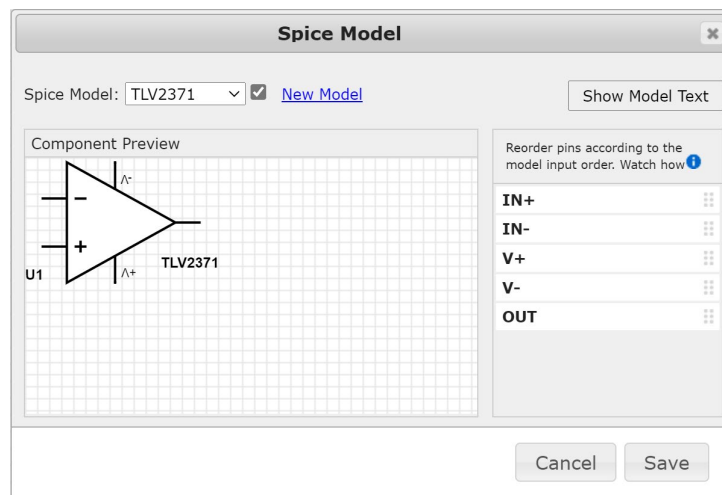 Spice Model
Spice Model: TLV2371 New Model
Show Model Text
Component Preview
V-
-
+
V+
U1
TLV2371
Reorder pins according to the
model input order. Watch how
IN+
IN-
V+
V-
OUT
Cancel
Save